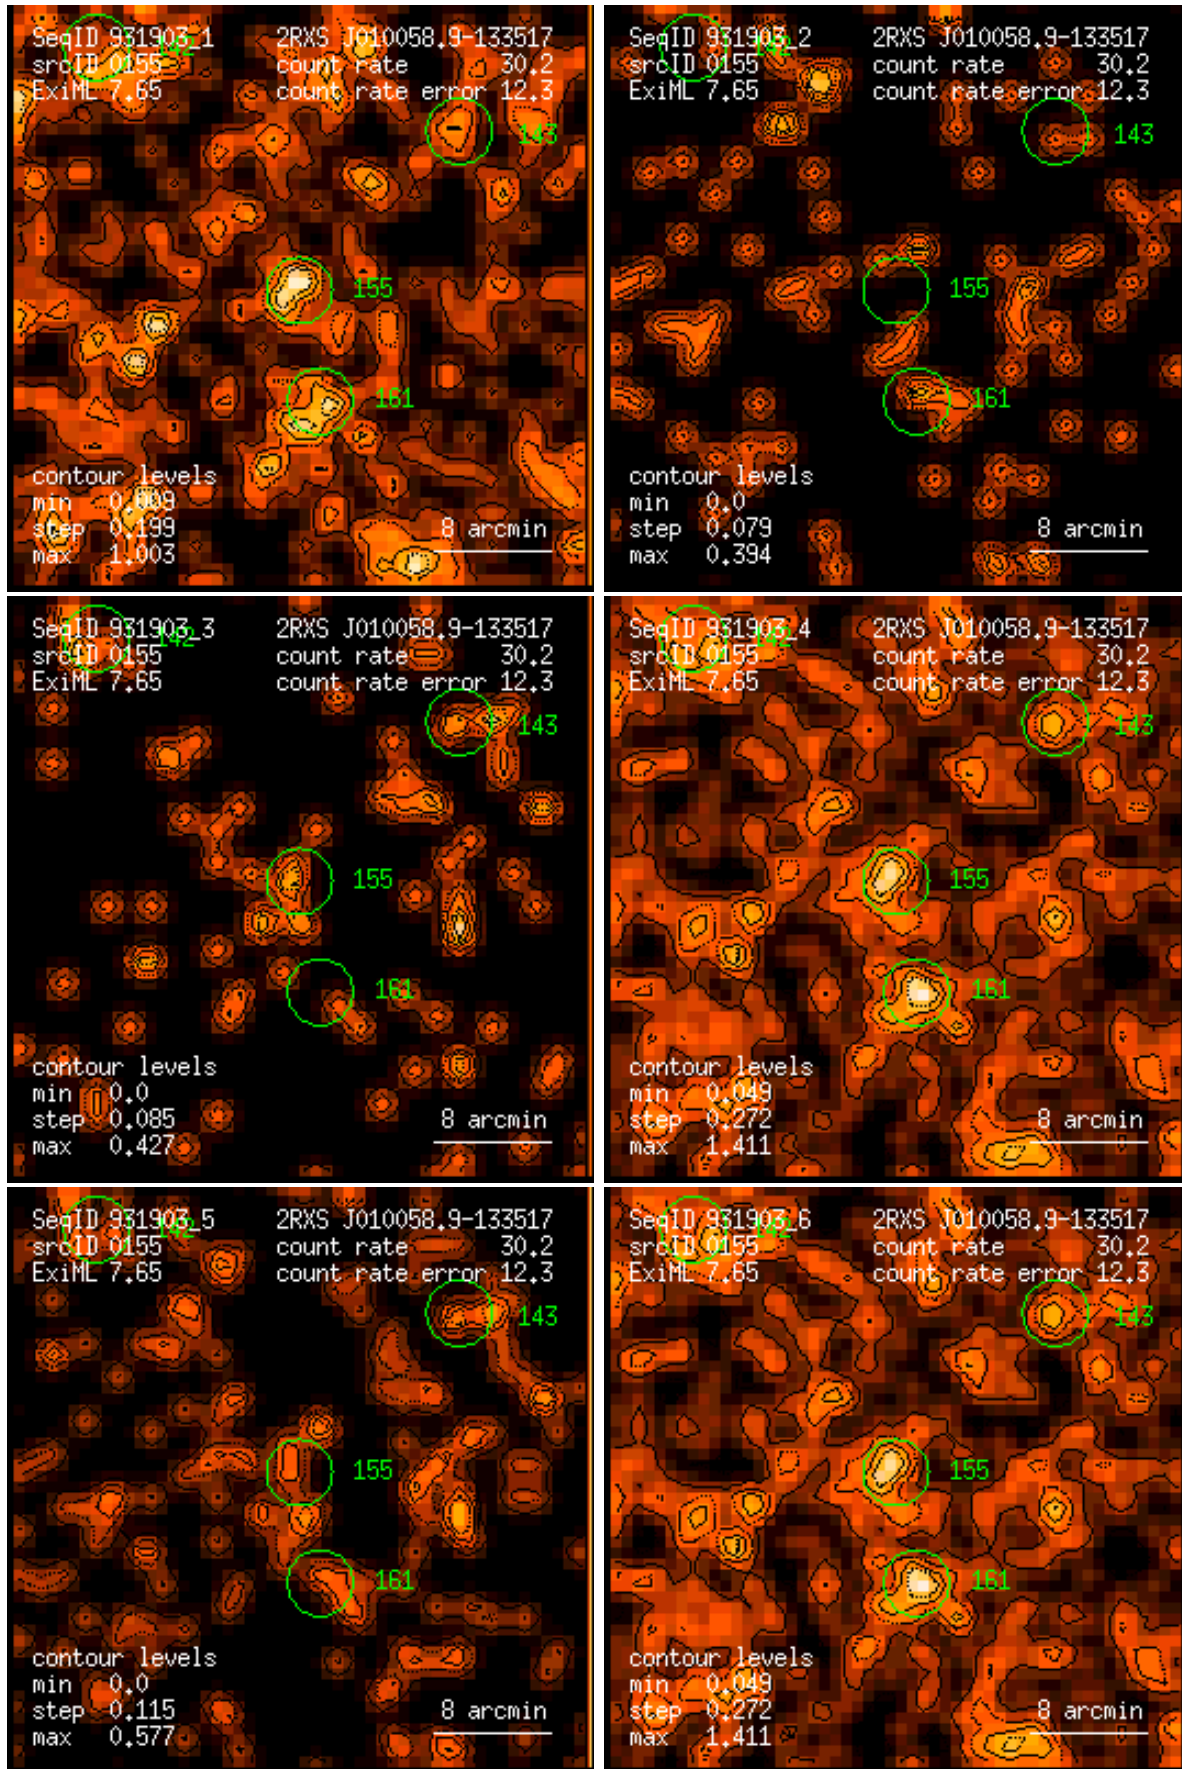 SeqID 931903_1 2RXS J010058.9-133517
srcID 0155 142 count rate 30.2
ExiML 7.65 count rate error 12.3
143
155
161
contour levels
min 0.009
step 0.199 8 arcmin
max 1.003
SeqID 931903_2 2RXS J010058.9-133517
srcID 0155 142 count rate 30.2
ExiML 7.65 count rate error 12.3
143
155
161
contour levels
min 0.0
step 0.079 8 arcmin
max 0.394
SeqID 931903_3 2RXS J010058.9-133517
srcID 0155 142 count rate 30.2
ExiML 7.65 count rate error 12.3
143
155
161
contour levels
min 0.0
step 0.085 8 arcmin
max 0.427
SeqID 931903_4 2RXS J010058.9-133517
srcID 0155 142 count rate 30.2
ExiML 7.65 count rate error 12.3
143
155
161
contour levels
min 0.049
step 0.272 8 arcmin
max 1.411
SeqID 931903_5 2RXS J010058.9-133517
srcID 0155 142 count rate 30.2
ExiML 7.65 count rate error 12.3
143
155
161
contour levels
min 0.0
step 0.115 8 arcmin
max 0.577
SeqID 931903_6 2RXS J010058.9-133517
srcID 0155 142 count rate 30.2
ExiML 7.65 count rate error 12.3
143
155
161
contour levels
min 0.049
step 0.272 8 arcmin
max 1.411